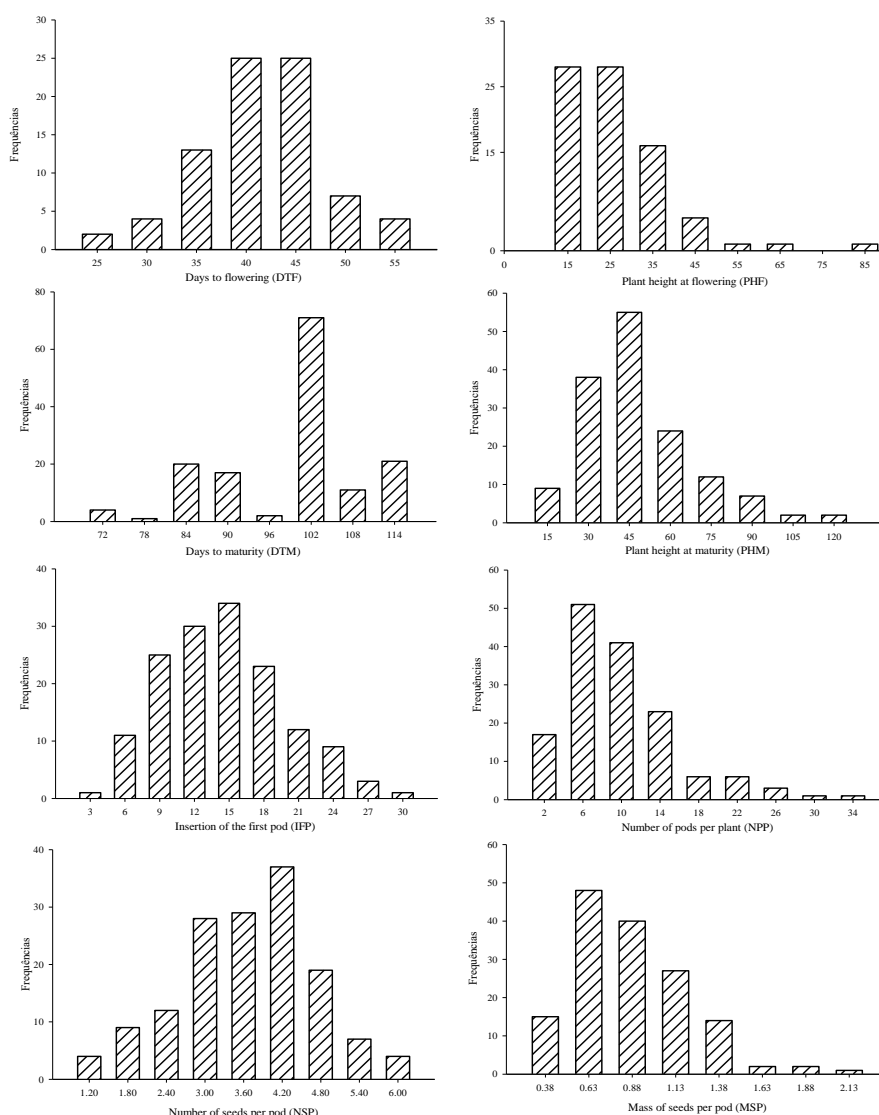 30
25
20
15
10
5
0
Frequências
25 30 35 40 45 50 55
Days to flowering (DTF)
35
25
15
0
Frequências
0 15 25 35 45 55 65 75 85
Plant height at flowering (PHF)
80
60
40
20
0
Frequências
72 78 84 90 96 102 108 114
Days to maturity (DTM)
60
50
40
30
20
10
0
Frequências
15 30 45 60 75 90 105 120
Plant height at maturity (PHM)
40
30
20
10
0
Frequências
3 6 9 12 15 18 21 24 27 30
Insertion of the first pod (IFP)
60
50
40
30
20
10
0
Frequências
2 6 10 14 18 22 26 30 34
Number of pods per plant (NPP)
40
30
20
10
0
Frequências
1.20 1.80 2.40 3.00 3.60 4.20 4.80 5.40 6.00
Number of seeds per pod (NSP)
60
50
40
30
20
10
0
Frequências
0.38 0.63 0.88 1.13 1.38 1.63 1.88 2.13
Mass of seeds per pod (MSP)